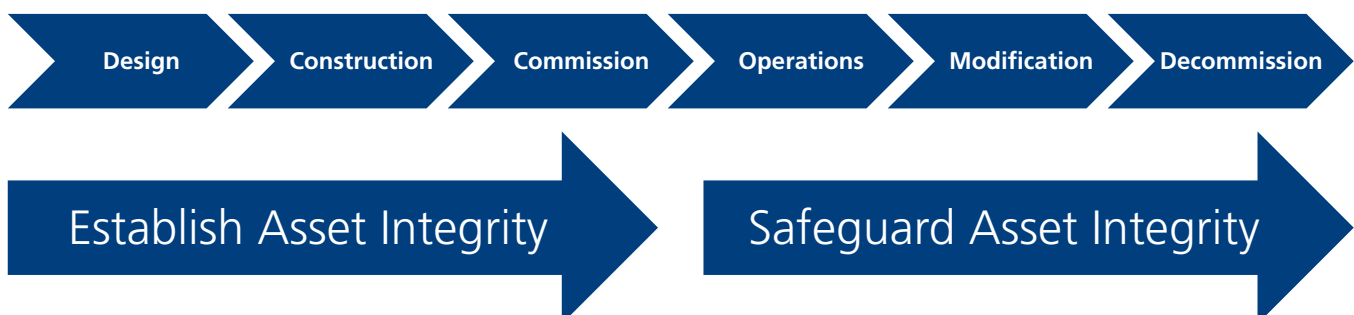 Design Construction Commission Operations Modification Decommission
Establish Asset Integrity Safeguard Asset Integrity